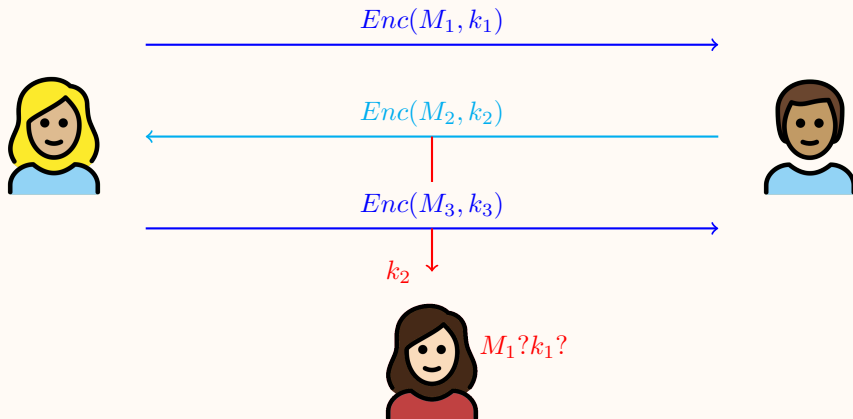 Enc(M₁, k₁)
Enc(M₂, k₂)
Enc(M₃, k₃)
k₂
M₁?k₁?